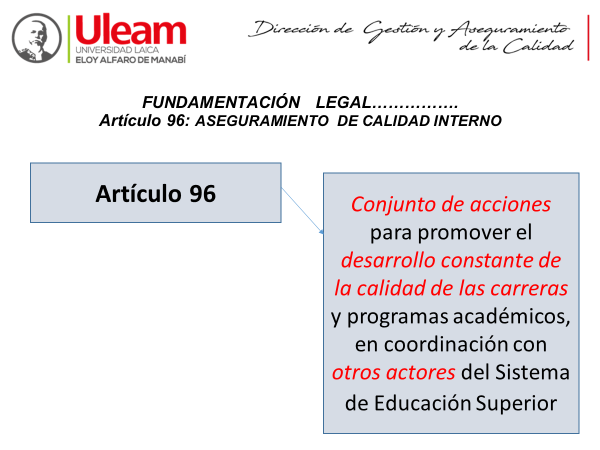 Uleam
UNIVERSIDAD LAICA
ELOY ALFARO DE MANABÍ
Dirección de Gestión y Aseguramiento
de la Calidad
FUNDAMENTACIÓN LEGAL…………….
Artículo 96: ASEGURAMIENTO DE CALIDAD INTERNO
Artículo 96
Conjunto de acciones
para promover el
desarrollo constante de
la calidad de las carreras
y programas académicos,
en coordinación con
otros actores del Sistema
de Educación Superior